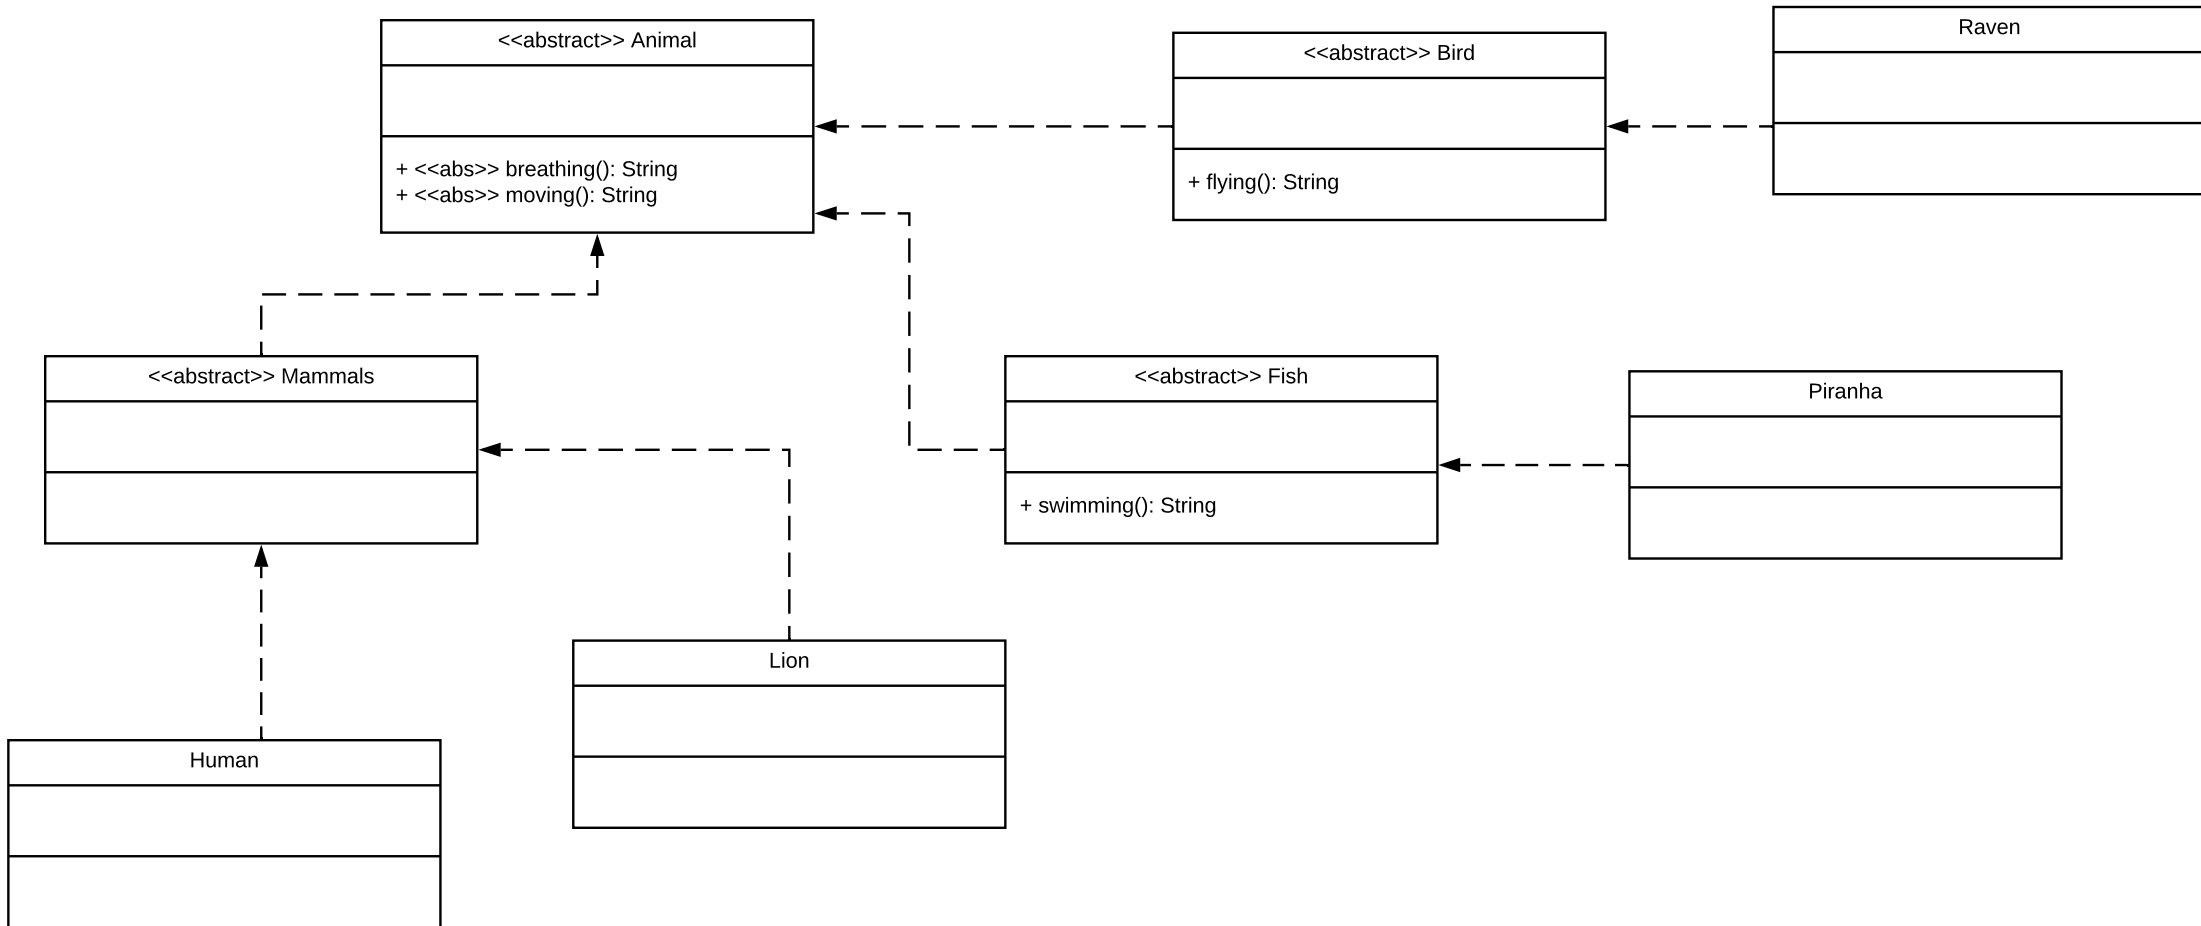 <<abstract>> Animal
+ <<abs>> breathing(): String
+ <<abs>> moving(): String
<<abstract>> Bird
+ flying(): String
Raven
<<abstract>> Mammals
<<abstract>> Fish
+ swimming(): String
Piranha
Lion
Human